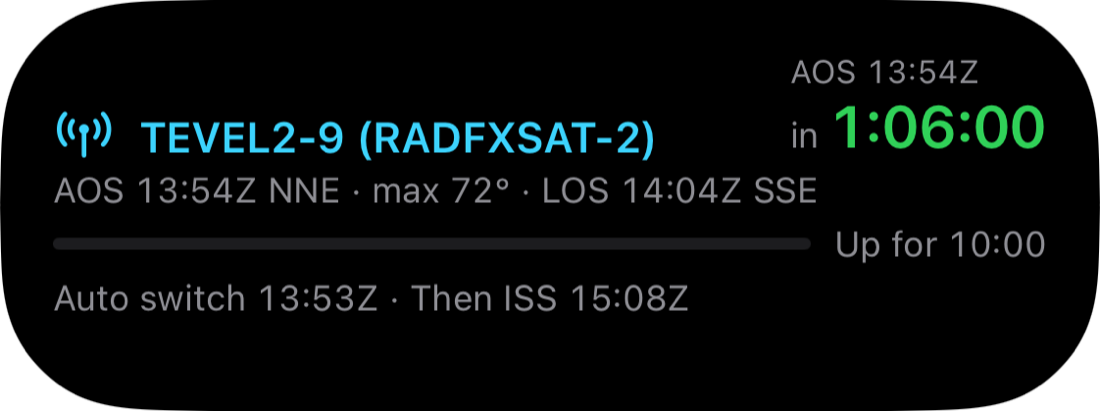 AOS 13:54Z
TEVEL2-9 (RADFXSAT-2)
in 1:06:00
AOS 13:54Z NNE · max 72° · LOS 14:04Z SSE
Up for 10:00
Auto switch 13:53Z · Then ISS 15:08Z